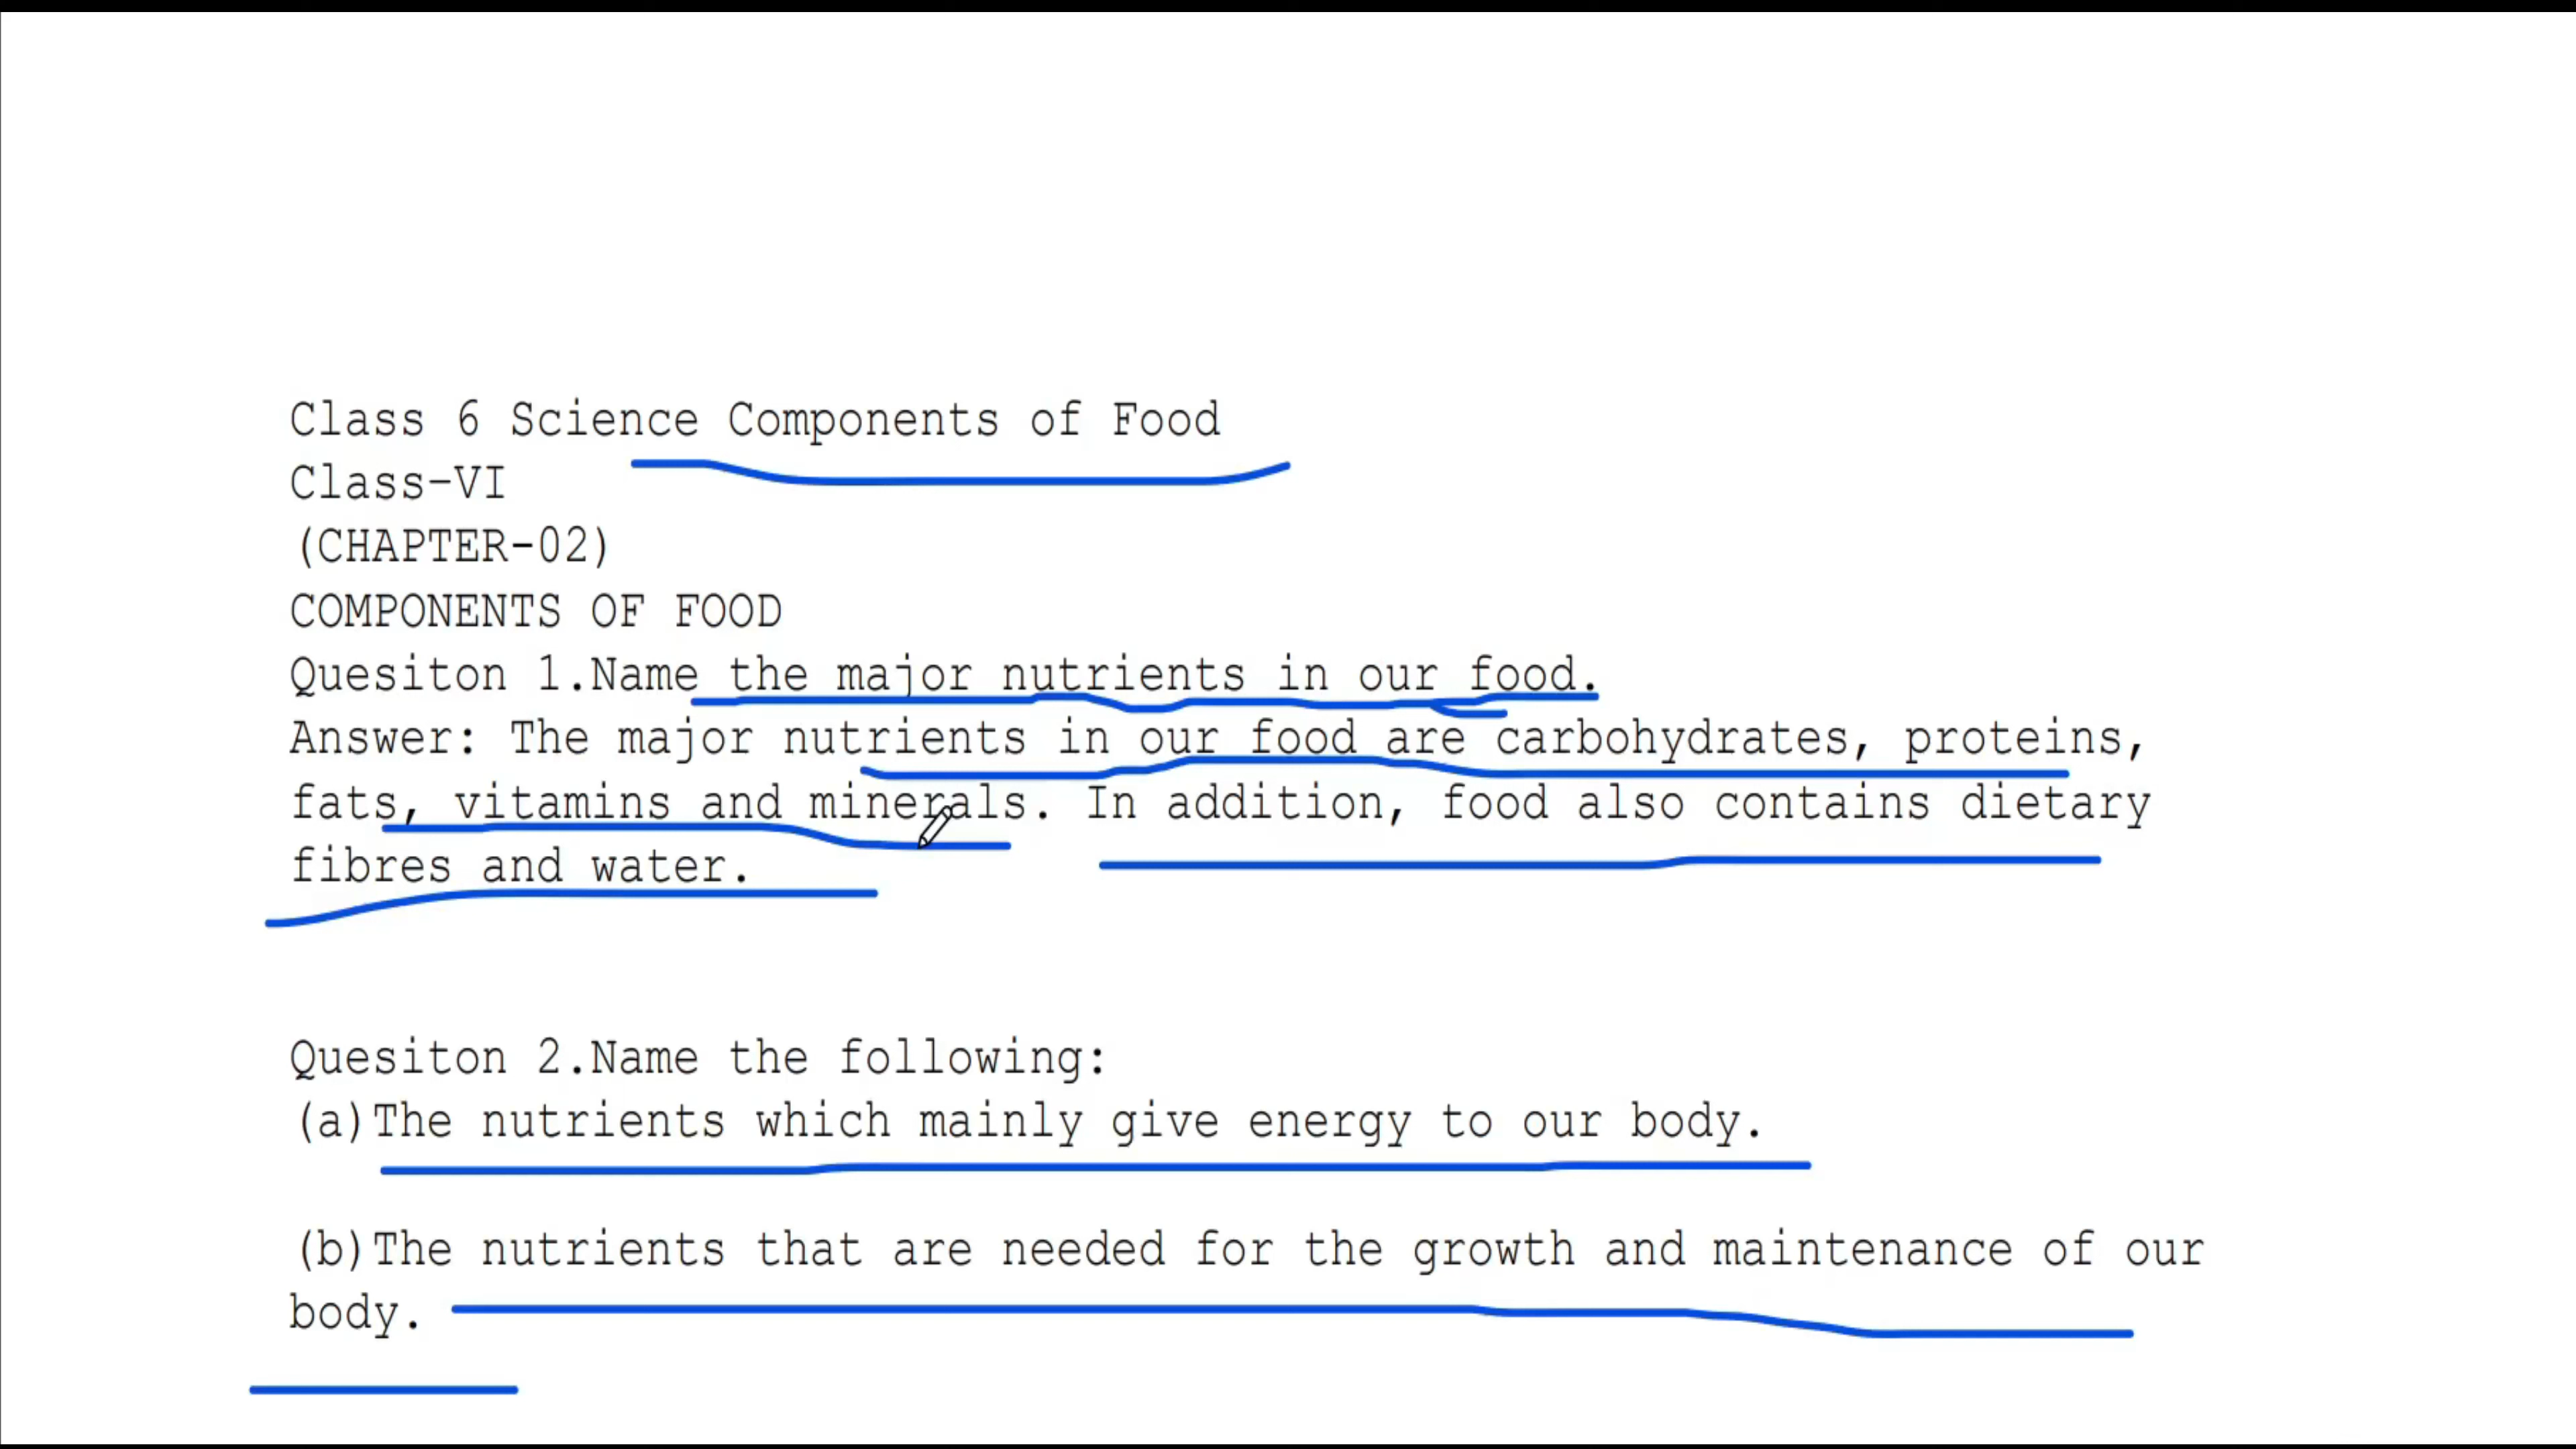 Class 6 Science Components of Food
Class-VI
(CHAPTER-02)
COMPONENTS OF FOOD
Quesiton 1.Name the major nutrients in our food.
Answer: The major nutrients in our food are carbohydrates, proteins,
fats, vitamins and minerals. In addition, food also contains dietary
fibres and water.
Quesiton 2.Name the following:
(a)The nutrients which mainly give energy to our body.
(b)The nutrients that are needed for the growth and maintenance of our
body.